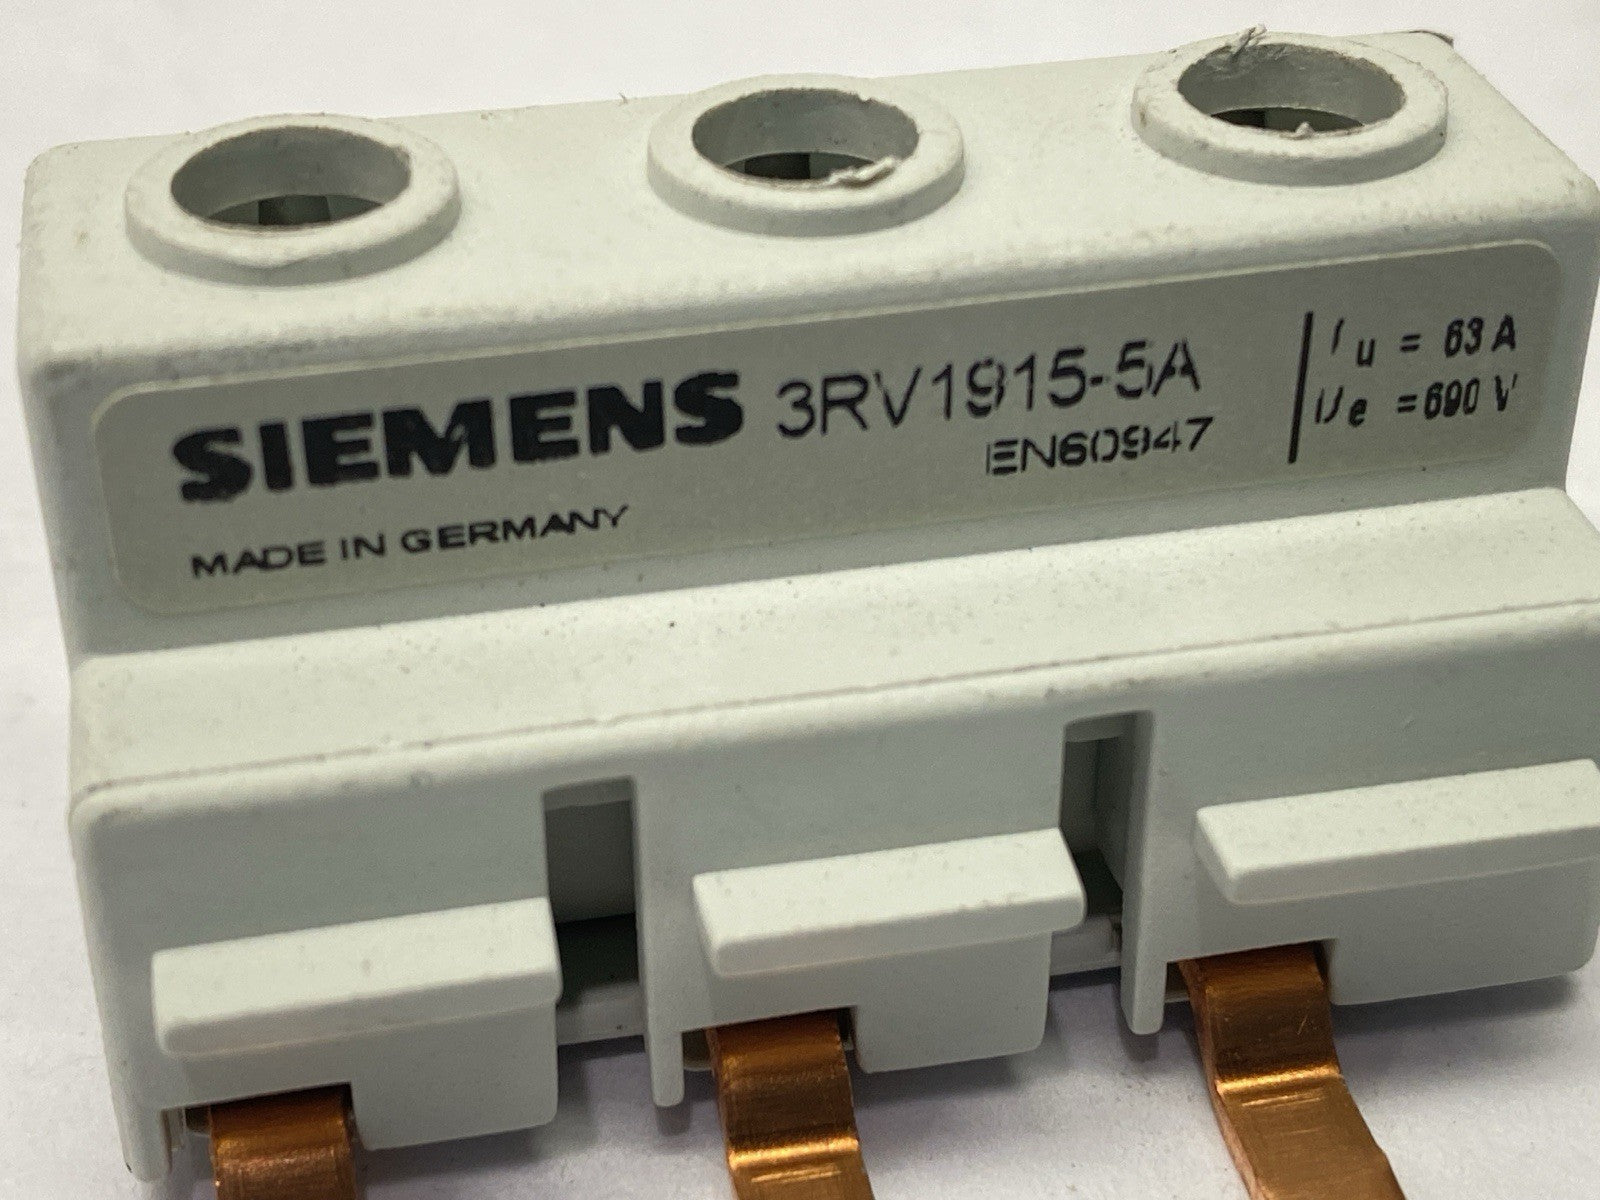 SIEMENS 3RV1915-5A
EN60947
MADE IN GERMANY
Iu = 63 A
Ue = 690 V